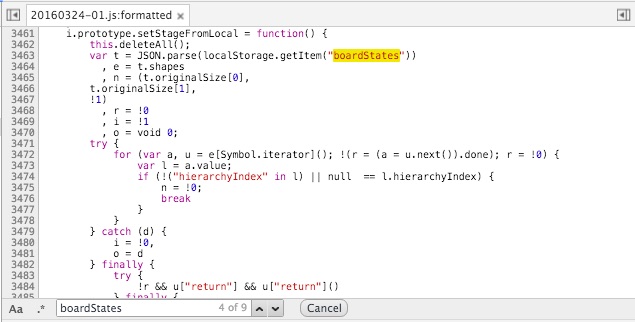 20160324-01.js:formatted ×
3461 i.prototype.setStageFromLocal = function() {
3462 this.deleteAll();
3463 var t = JSON.parse(localStorage.getItem("boardStates"))
3464 , e = t.shapes
3465 , n = (t.originalSize[0],
3466 t.originalSize[1],
3467 !1)
3468 , r = !0
3469 , i = !1
3470 , o = void 0;
3471 try {
3472 for (var a, u = e[Symbol.iterator](); !(r = (a = u.next()).done); r = !0) {
3473 var l = a.value;
3474 if (!("hierarchyIndex" in l) || null == l.hierarchyIndex) {
3475 n = !0;
3476 break
3477 }
3478 }
3479 } catch (d) {
3480 i = !0,
3481 o = d
3482 } finally {
3483 try {
3484 !r && u["return"] && u["return"]()
3485 } finally {
Aa .* boardStates 4 of 9 Cancel